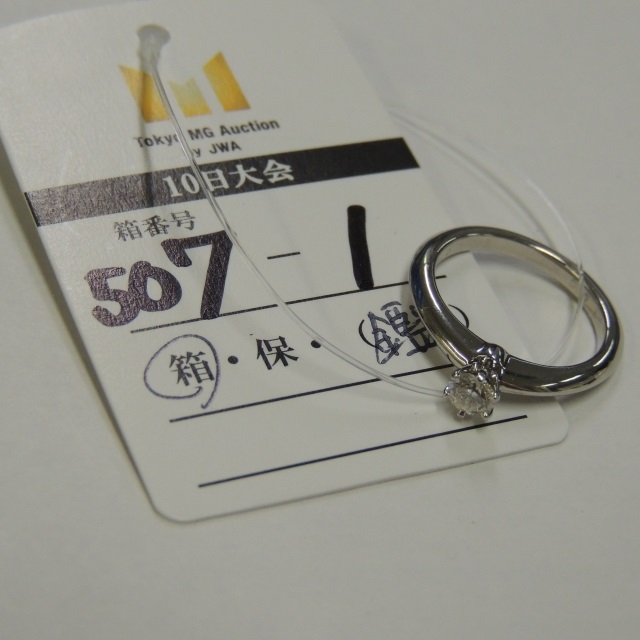 Tokyo MG Auction
by JWA
10日大会
箱番号
507-1
箱・保・(鑑)